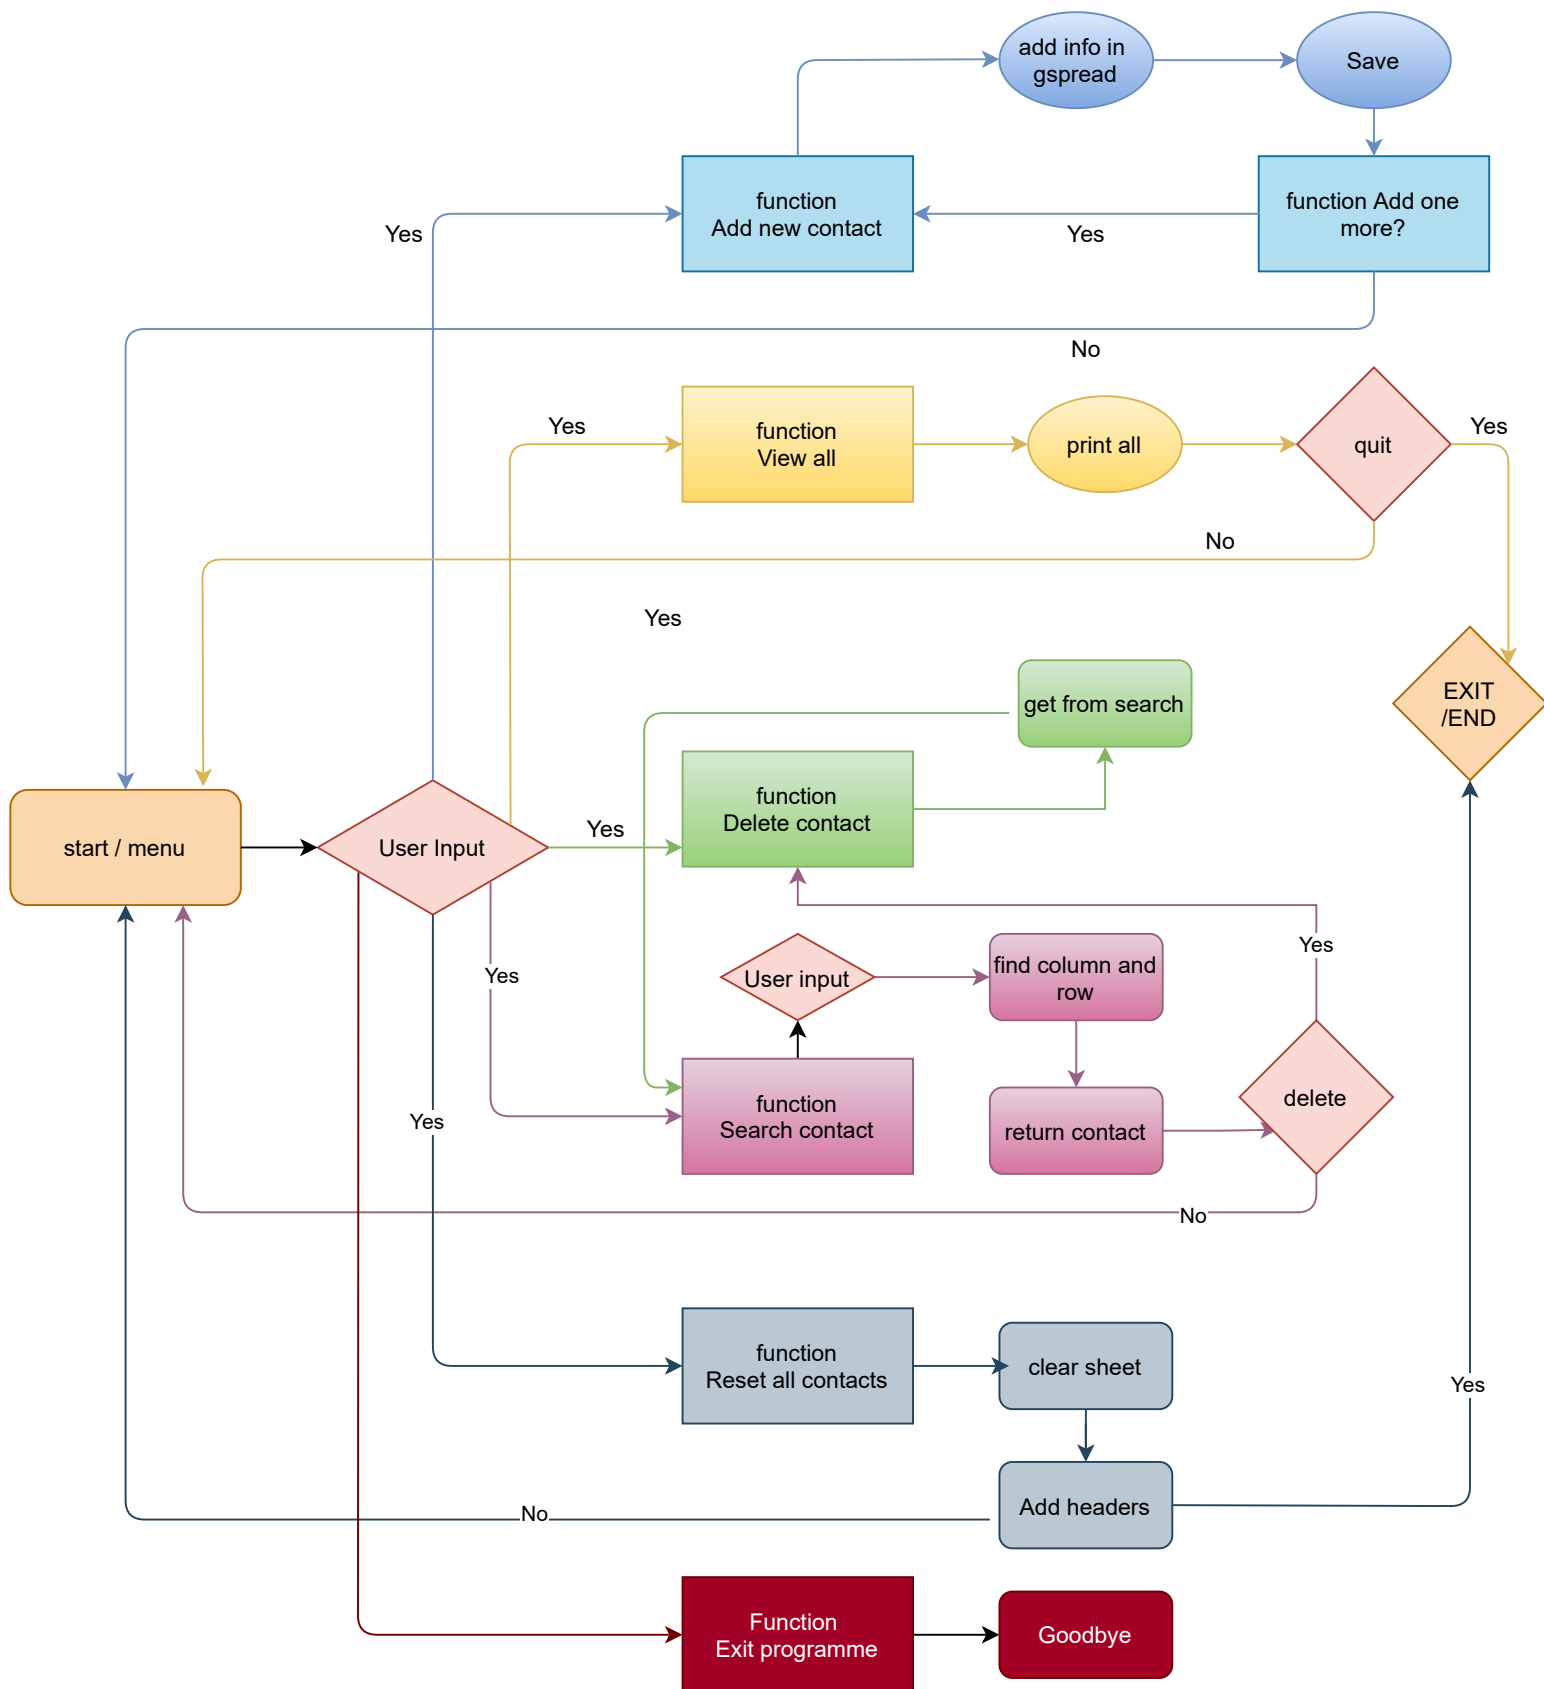 add info in
gspread
Save
function
Add new contact
function Add one
more?
Yes
Yes
No
function
View all
print all
quit
Yes
Yes
No
Yes
get from search
EXIT
/END
function
Delete contact
start / menu
User Input
Yes
Yes
User input
find column and
row
Yes
function
Search contact
return contact
delete
Yes
No
function
Reset all contacts
clear sheet
Yes
Add headers
No
Function
Exit programme
Goodbye